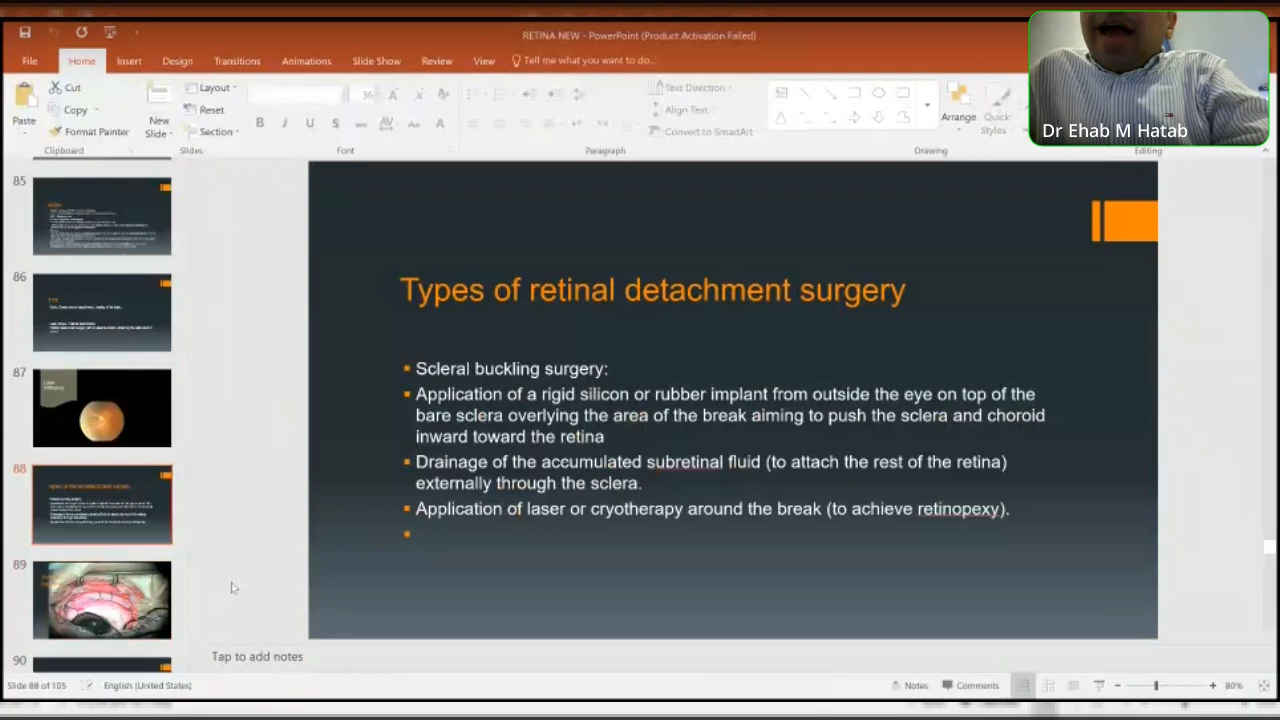 RETINA NEW - PowerPoint (Product Activation Failed)
File Home Insert Design Transitions Animations Slide Show Review View Tell me what you want to do...
Cut
Copy
Format Painter
Paste
Clipboard
New
Slide
Layout
Reset
Section
Slides
36
Font
Text Direction
Align Text
Convert to SmartArt
Paragraph
Arrange
Quick
Styles
Drawing
Editing
Dr Ehab M Hatab
85
86
87
88
89
90
Types of retinal detachment surgery
Scleral buckling surgery:
Application of a rigid silicon or rubber implant from outside the eye on top of the
bare sclera overlying the area of the break aiming to push the sclera and choroid
inward toward the retina
Drainage of the accumulated subretinal fluid (to attach the rest of the retina)
externally through the sclera.
Application of laser or cryotherapy around the break (to achieve retinopexy).
Tap to add notes
Slide 88 of 105 English (United States) Notes Comments 80%